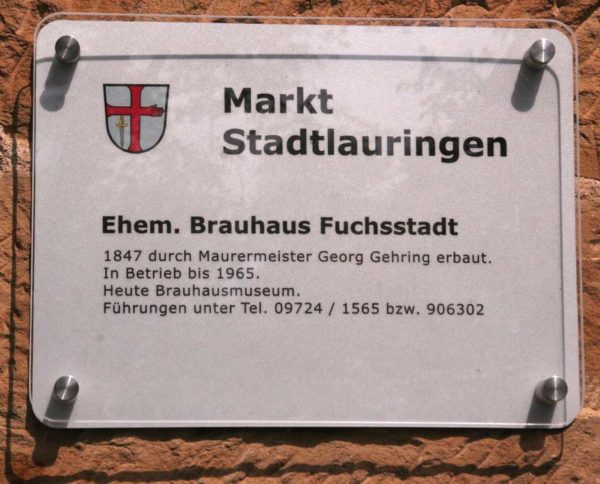 Markt
Stadtlauringen
Ehem. Brauhaus Fuchsstadt
1847 durch Maurermeister Georg Gehring erbaut.
In Betrieb bis 1965.
Heute Brauhausmuseum.
Führungen unter Tel. 09724 / 1565 bzw. 906302